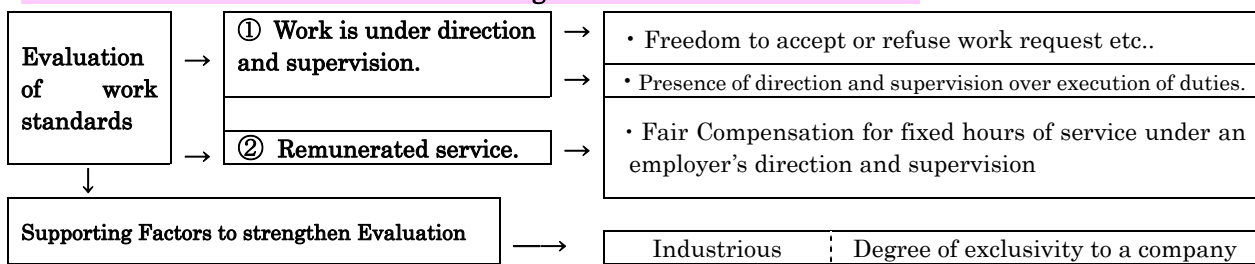 ① Work is under direction
and supervision.
→
・Freedom to accept or refuse work request etc..
Evaluation
of work
standards
→
→
・Presence of direction and supervision over execution of duties.
→
② Remunerated service.
→
・Fair Compensation for fixed hours of service under an
employer's direction and supervision
↓
Supporting Factors to strengthen Evaluation
→
Industrious
Degree of exclusivity to a company